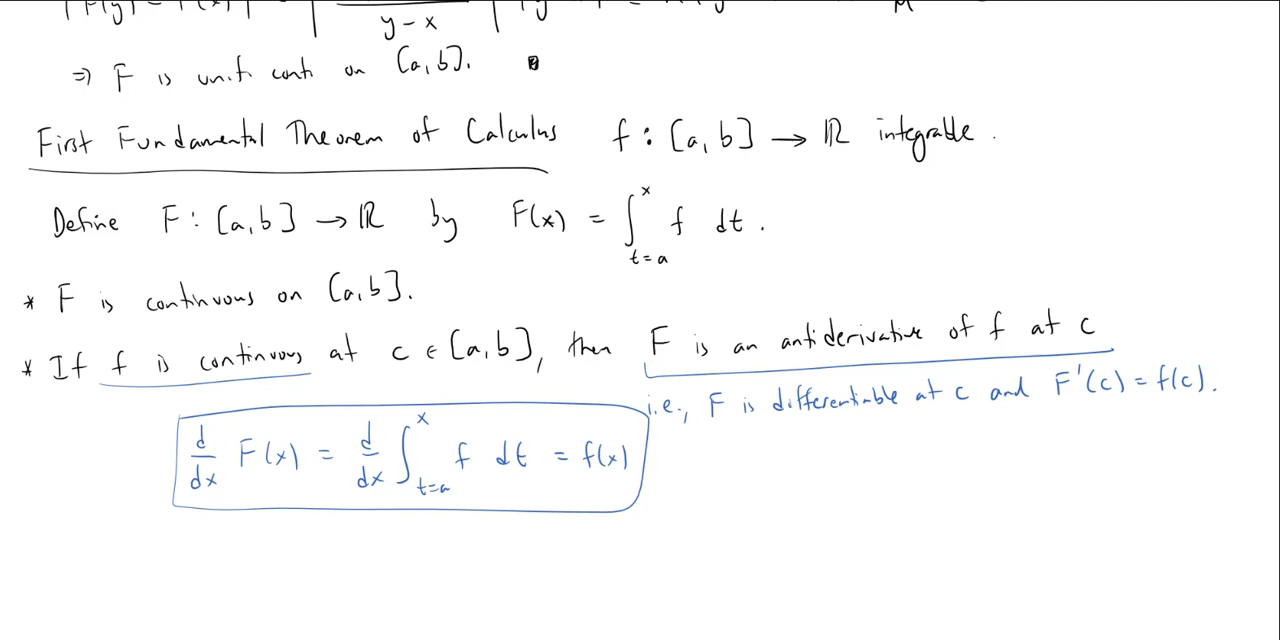 y - x
⇒ F is unif. cont. on [a, b].
First Fundamental Theorem of Calculus f : [a, b] → ℝ integrable.
Define F : [a, b] → ℝ by F(x) = ∫_{t=a}^{x} f dt.
* F is continuous on [a, b].
* If f is continuous at c ∈ [a, b], then F is an antiderivative of f at c
i.e., F is differentiable at c and F'(c) = f(c).
d/dx F(x) = d/dx ∫_{t=a}^{x} f dt = f(x)